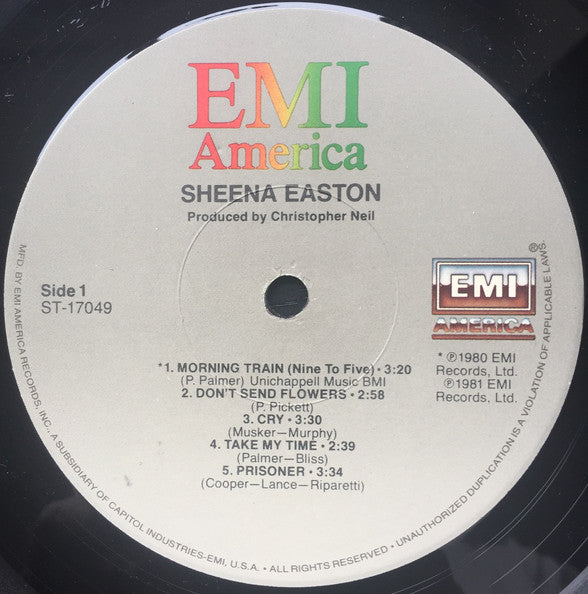 EMI
America
SHEENA EASTON
Produced by Christopher Neil
Side 1
ST-17049
EMI
AMERICA
* ℗1980 EMI
Records, Ltd.
℗1981 EMI
Records, Ltd.
*1. MORNING TRAIN (Nine To Five) • 3:20
(P. Palmer) Unichappell Music BMI
2. DON'T SEND FLOWERS • 2:58
(P. Pickett)
3. CRY • 3:30
(Musker—Murphy)
4. TAKE MY TIME • 2:39
(Palmer—Bliss)
5. PRISONER • 3:34
(Cooper—Lance—Riparetti)
MFD. BY EMI AMERICA RECORDS, INC., A SUBSIDIARY OF CAPITOL INDUSTRIES-EMI, U.S.A. • ALL RIGHTS RESERVED • UNAUTHORIZED DUPLICATION IS A VIOLATION OF APPLICABLE LAWS ®